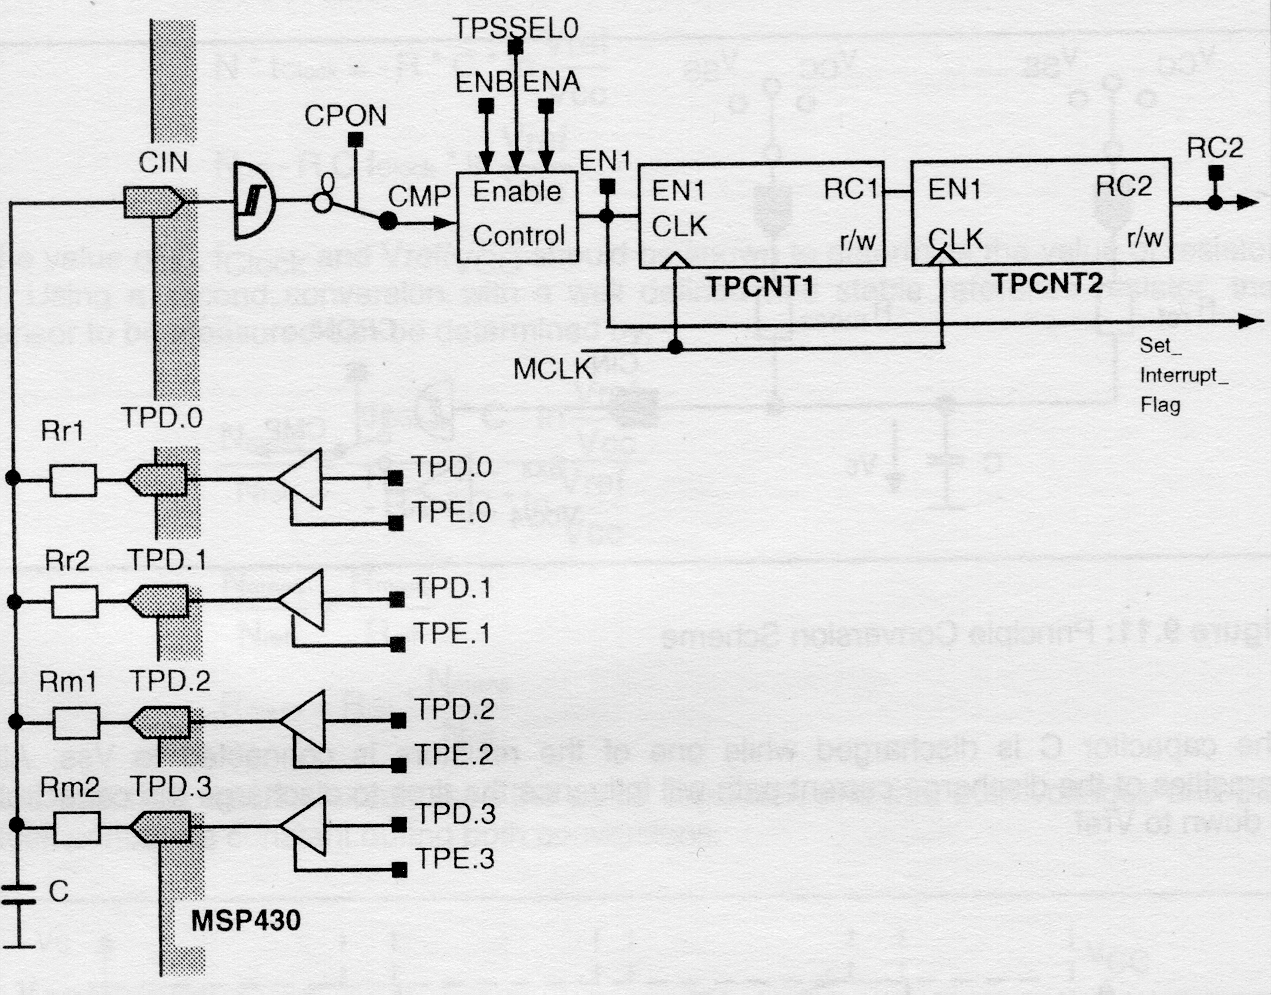 TPSSEL0
ENB ENA
CPON
CIN
0
CMP
Enable
Control
EN1
EN1
CLK
RC1
r/w
TPCNT1
EN1
CLK
RC2
r/w
TPCNT2
RC2
MCLK
Set_
Interrupt_
Flag
Rr1
TPD.0
TPD.0
TPE.0
Rr2
TPD.1
TPD.1
TPE.1
Rm1
TPD.2
TPD.2
TPE.2
Rm2
TPD.3
TPD.3
TPE.3
C
MSP430